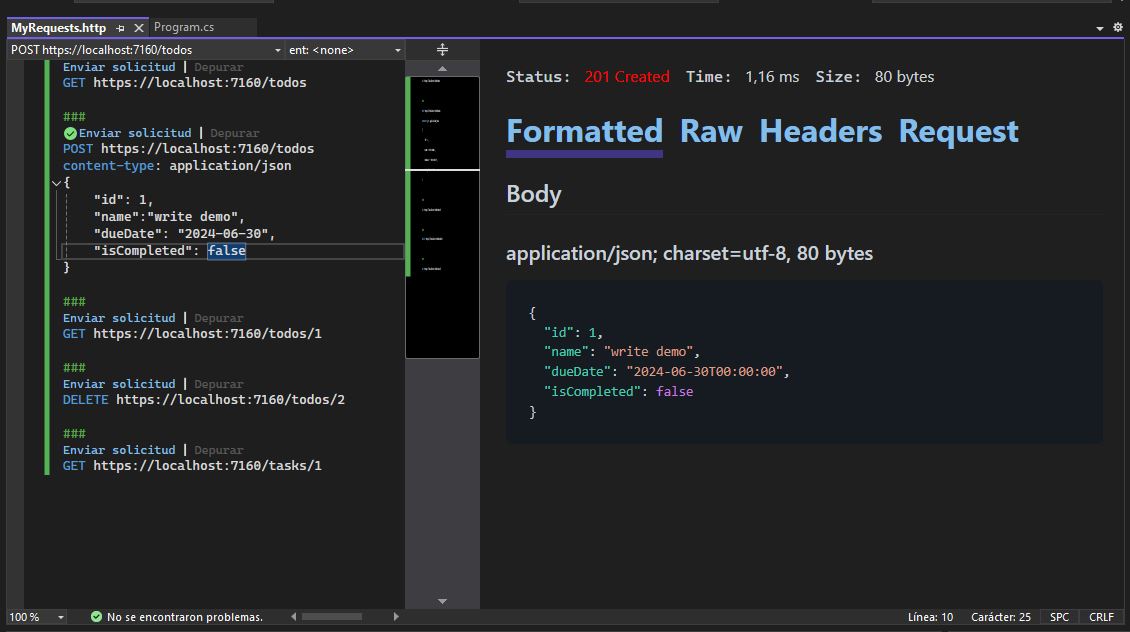 MyRequests.http
Program.cs
POST https://localhost:7160/todos
ent: <none>
Enviar solicitud | Depurar
GET https://localhost:7160/todos
###
Enviar solicitud | Depurar
POST https://localhost:7160/todos
content-type: application/json
{
"id": 1,
"name":"write demo",
"dueDate": "2024-06-30",
"isCompleted": false
}
###
Enviar solicitud | Depurar
GET https://localhost:7160/todos/1
###
Enviar solicitud | Depurar
DELETE https://localhost:7160/todos/2
###
Enviar solicitud | Depurar
GET https://localhost:7160/tasks/1
Status: 201 Created Time: 1,16 ms Size: 80 bytes
Formatted Raw Headers Request
Body
application/json; charset=utf-8, 80 bytes
{
"id": 1,
"name": "write demo",
"dueDate": "2024-06-30T00:00:00",
"isCompleted": false
}
100 %
No se encontraron problemas.
Línea: 10
Carácter: 25
SPC
CRLF